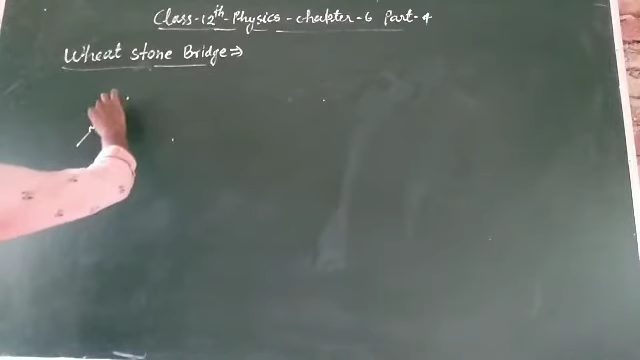 Class-12th-Physics-chapter-6 Part-4
Wheat stone Bridge ⇒